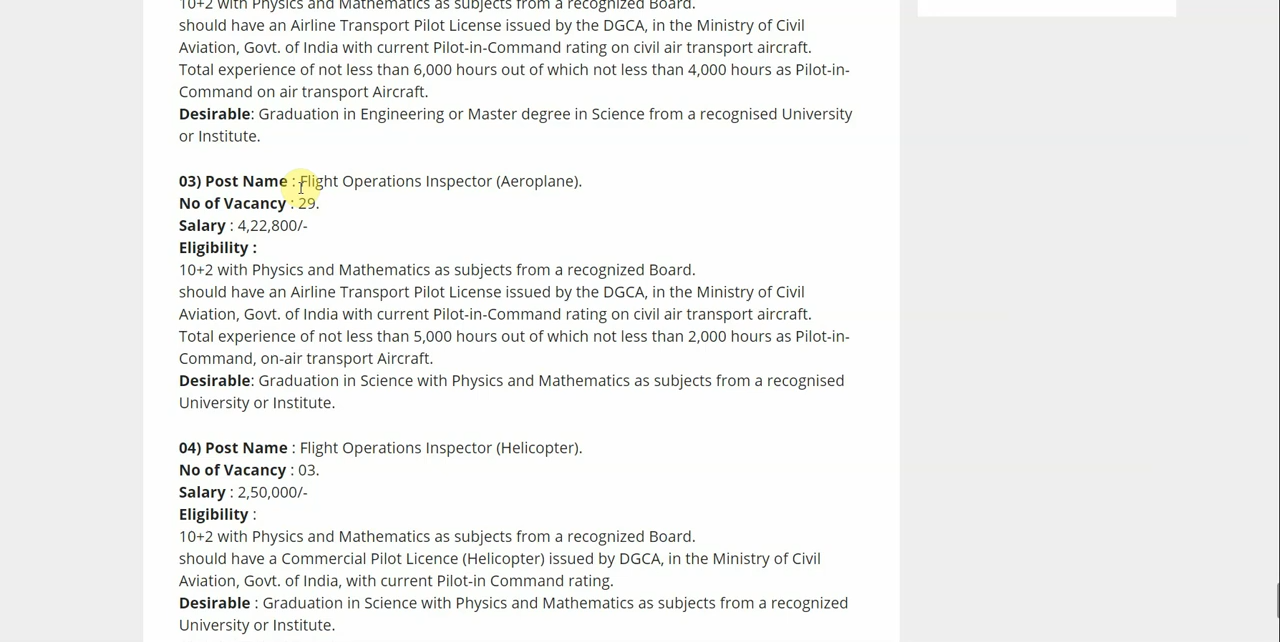 10+2 with Physics and Mathematics as subjects from a recognized Board.
should have an Airline Transport Pilot License issued by the DGCA, in the Ministry of Civil
Aviation, Govt. of India with current Pilot-in-Command rating on civil air transport aircraft.
Total experience of not less than 6,000 hours out of which not less than 4,000 hours as Pilot-in-
Command on air transport Aircraft.
Desirable: Graduation in Engineering or Master degree in Science from a recognised University
or Institute.
03) Post Name : Flight Operations Inspector (Aeroplane).
No of Vacancy : 29.
Salary : 4,22,800/-
Eligibility :
10+2 with Physics and Mathematics as subjects from a recognized Board.
should have an Airline Transport Pilot License issued by the DGCA, in the Ministry of Civil
Aviation, Govt. of India with current Pilot-in-Command rating on civil air transport aircraft.
Total experience of not less than 5,000 hours out of which not less than 2,000 hours as Pilot-in-
Command, on-air transport Aircraft.
Desirable: Graduation in Science with Physics and Mathematics as subjects from a recognised
University or Institute.
04) Post Name : Flight Operations Inspector (Helicopter).
No of Vacancy : 03.
Salary : 2,50,000/-
Eligibility :
10+2 with Physics and Mathematics as subjects from a recognized Board.
should have a Commercial Pilot Licence (Helicopter) issued by DGCA, in the Ministry of Civil
Aviation, Govt. of India, with current Pilot-in Command rating.
Desirable : Graduation in Science with Physics and Mathematics as subjects from a recognized
University or Institute.